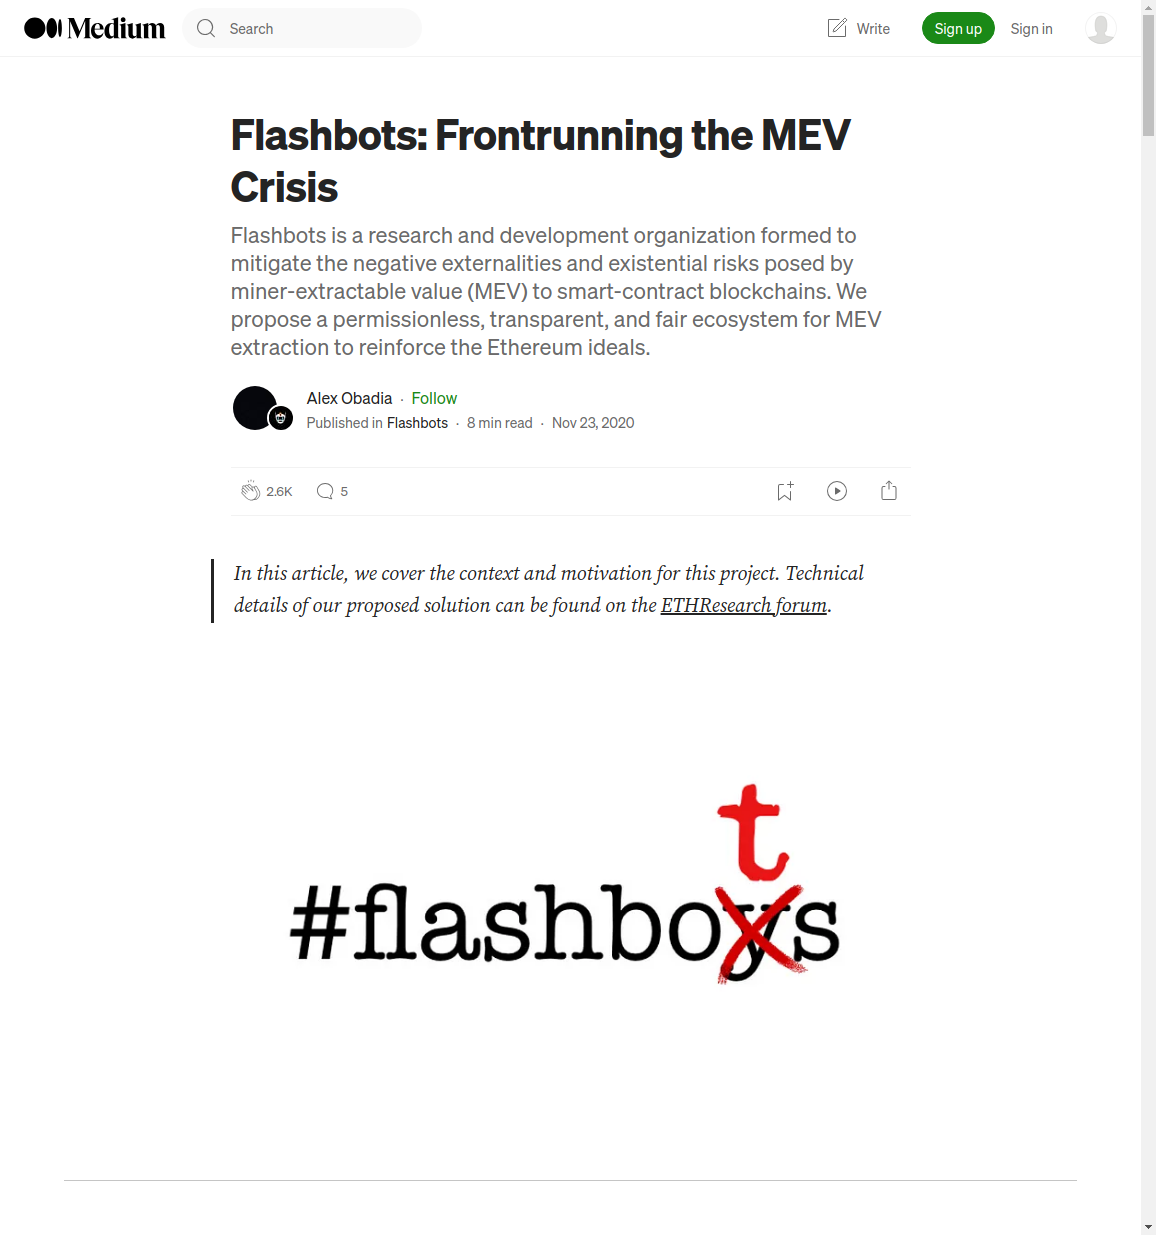 Medium
Search
Write
Sign up
Sign in
Flashbots: Frontrunning the MEV
Crisis
Flashbots is a research and development organization formed to
mitigate the negative externalities and existential risks posed by
miner-extractable value (MEV) to smart-contract blockchains. We
propose a permissionless, transparent, and fair ecosystem for MEV
extraction to reinforce the Ethereum ideals.
Alex Obadia · Follow
Published in Flashbots · 8 min read · Nov 23, 2020
2.6K 5
In this article, we cover the context and motivation for this project. Technical
details of our proposed solution can be found on the ETHResearch forum.
t
#flashboys